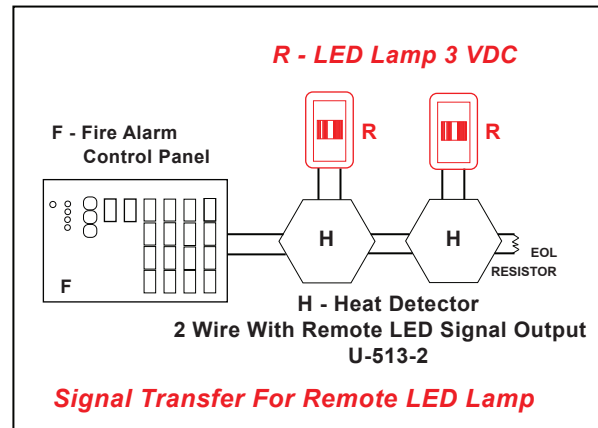 R - LED Lamp 3 VDC
F - Fire Alarm
Control Panel
R
R
H
H
F
EOL
RESISTOR
H - Heat Detector
2 Wire With Remote LED Signal Output
U-513-2
Signal Transfer For Remote LED Lamp